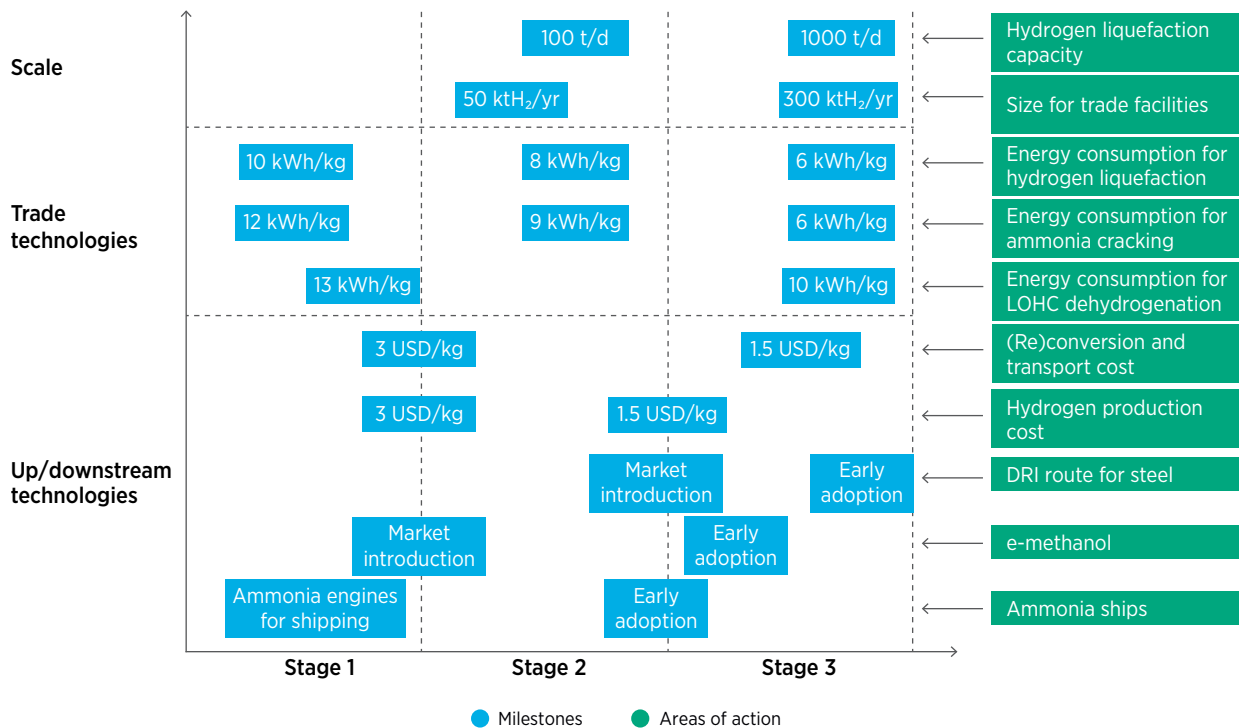 Scale
100 t/d
1000 t/d
Hydrogen liquefaction
capacity
50 ktH₂/yr
300 ktH₂/yr
Size for trade facilities
Trade
technologies
10 kWh/kg
8 kWh/kg
6 kWh/kg
Energy consumption for
hydrogen liquefaction
12 kWh/kg
9 kWh/kg
6 kWh/kg
Energy consumption for
ammonia cracking
13 kWh/kg
10 kWh/kg
Energy consumption for
LOHC dehydrogenation
Up/downstream
technologies
3 USD/kg
1.5 USD/kg
(Re)conversion and
transport cost
3 USD/kg
1.5 USD/kg
Hydrogen production
cost
Market
introduction
Early
adoption
DRI route for steel
Market
introduction
Early
adoption
e-methanol
Ammonia engines
for shipping
Early
adoption
Ammonia ships
Stage 1
Stage 2
Stage 3
Milestones
Areas of action